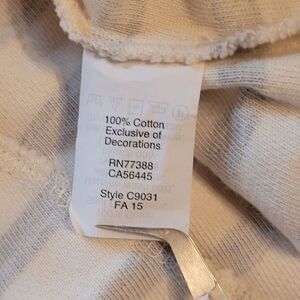 100% Cotton
Exclusive of
Decorations
RN77388
CA56445
Style C9031
FA 15